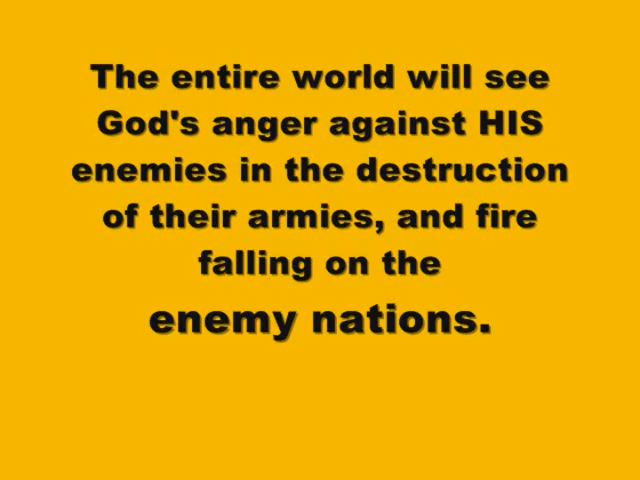 The entire world will see
God's anger against HIS
enemies in the destruction
of their armies, and fire
falling on the
enemy nations.